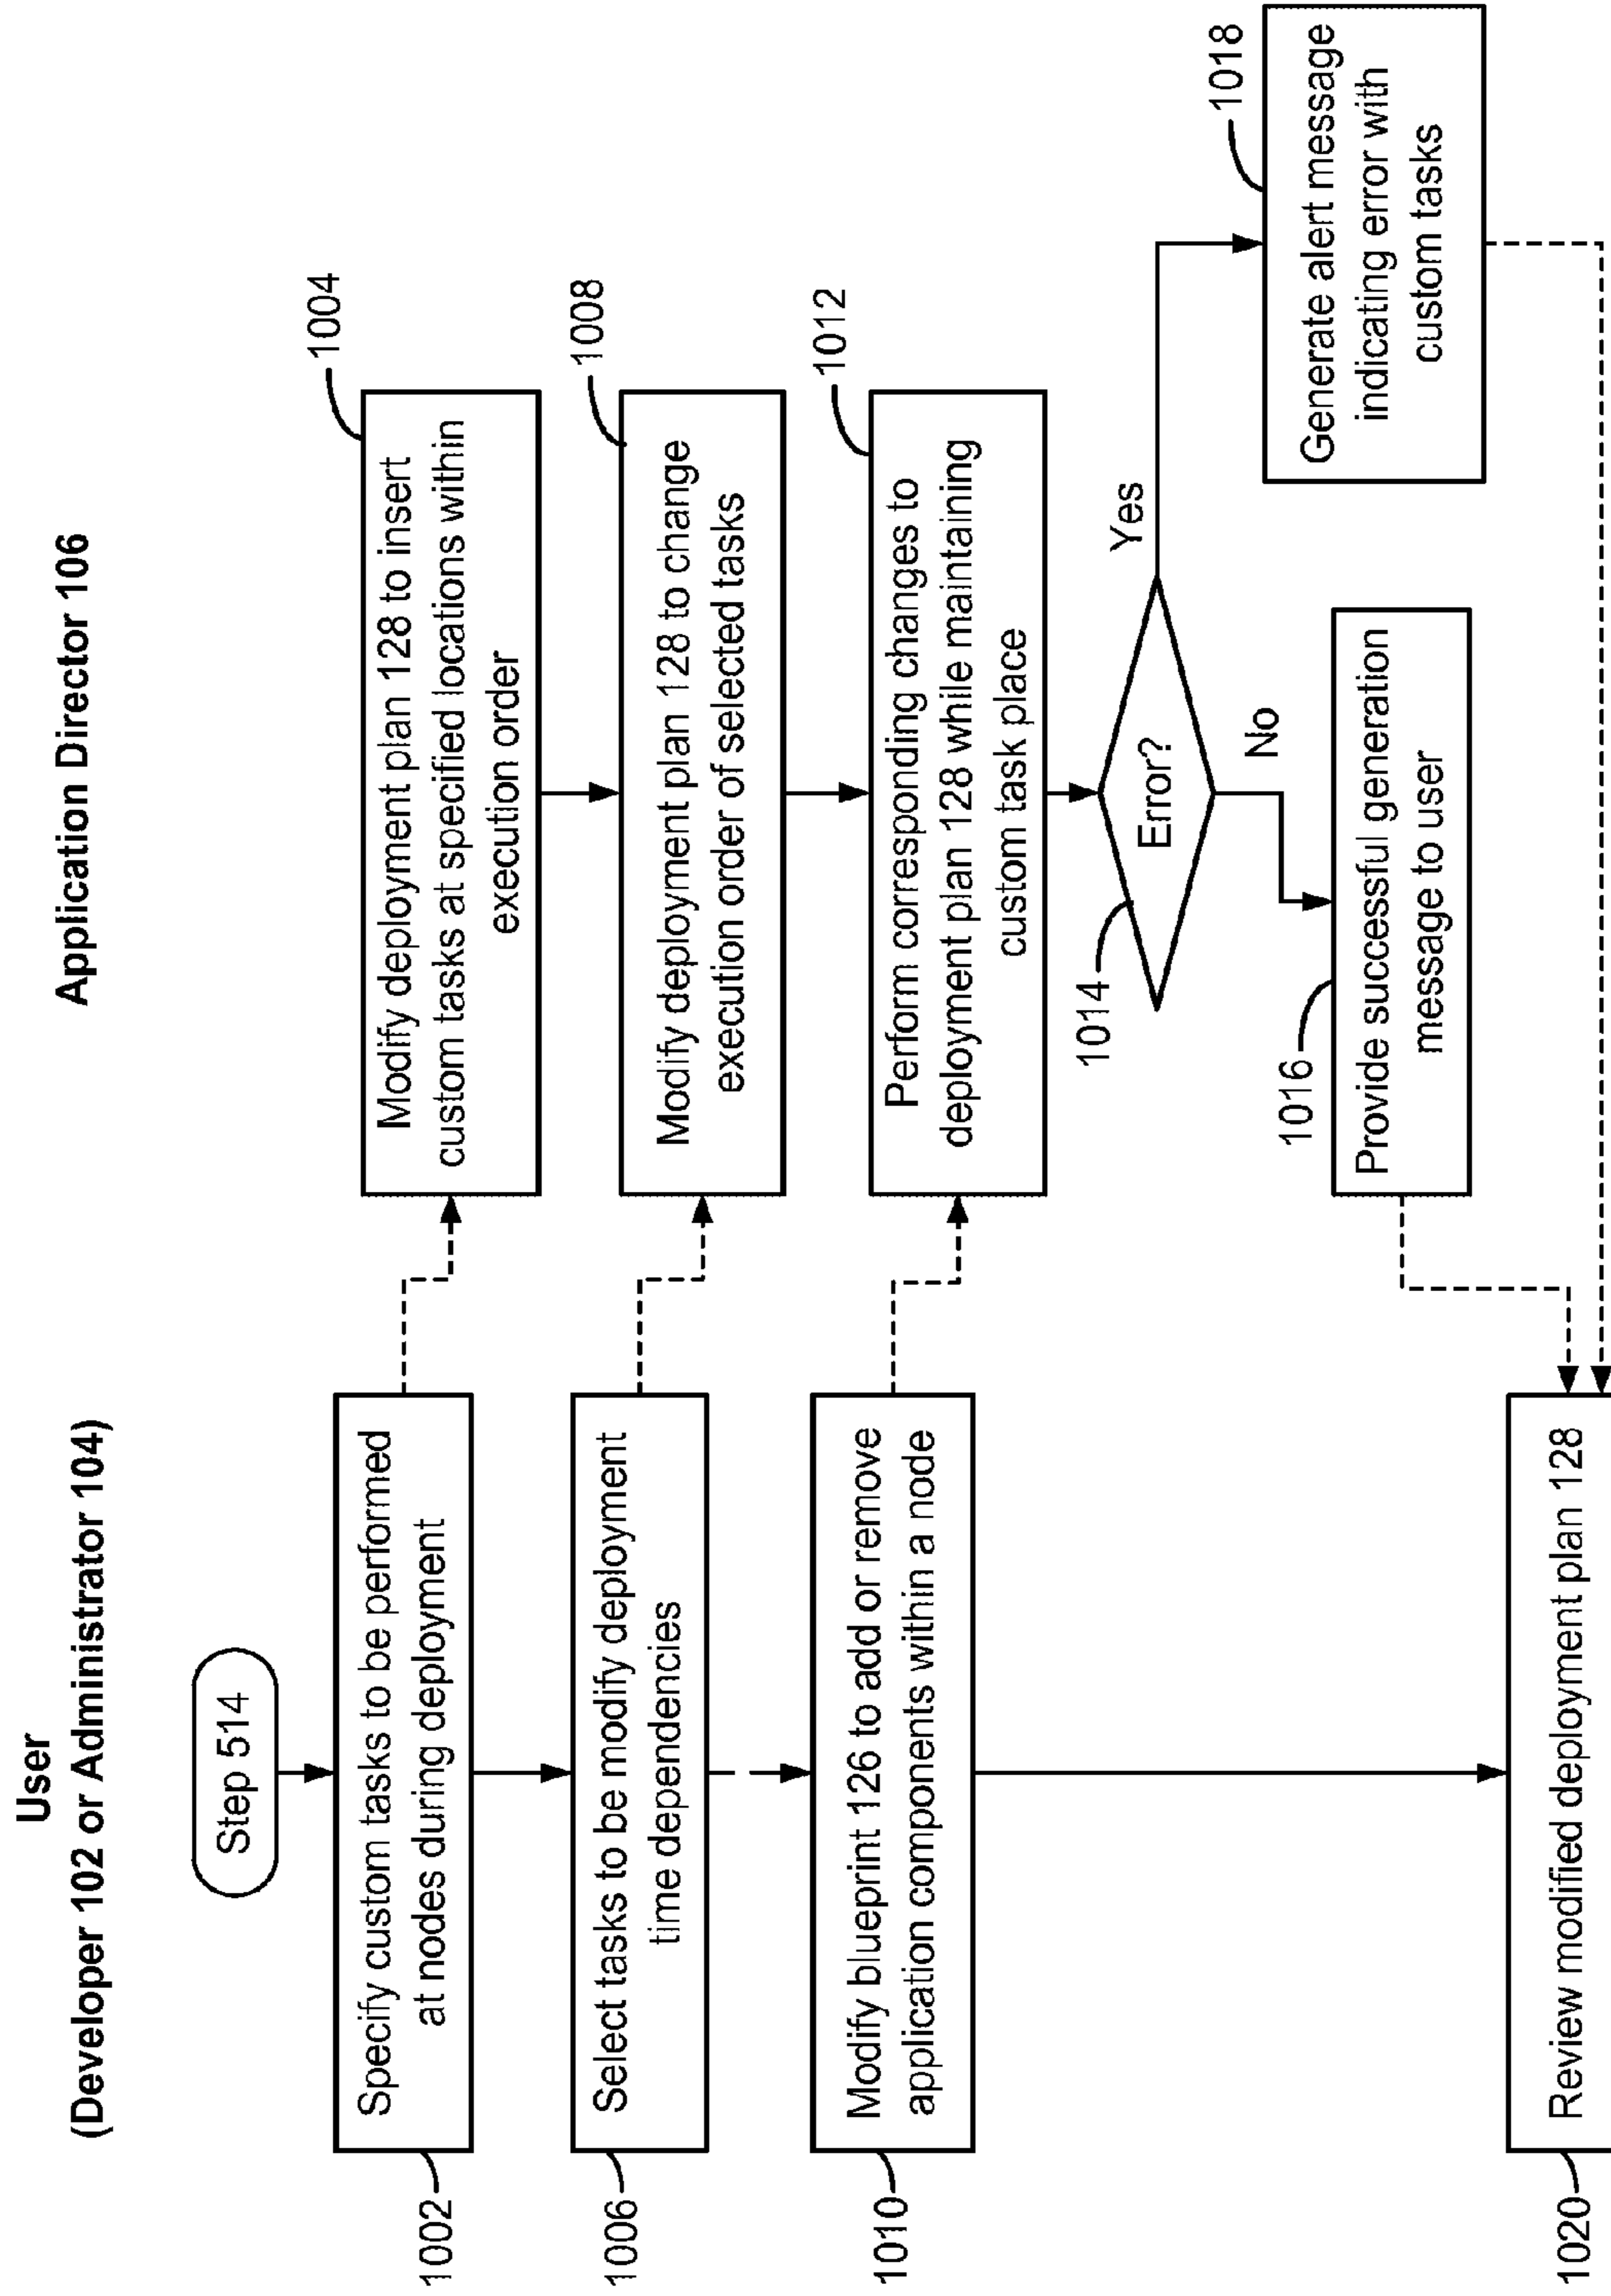 User
(Developer 102 or Administrator 104)
Application Director 106
Step 514
Specify custom tasks to be performed
at nodes during deployment
1002
Modify deployment plan 128 to insert
custom tasks at specified locations within
execution order
1004
Select tasks to be modify deployment
time dependencies
1006
Modify deployment plan 128 to change
execution order of selected tasks
1008
Modify blueprint 126 to add or remove
application components within a node
1010
Perform corresponding changes to
deployment plan 128 while maintaining
custom task place
1012
Error?
1014
Yes
No
Provide successful generation
message to user
1016
Generate alert message
indicating error with
custom tasks
1018
Review modified deployment plan 128
1020